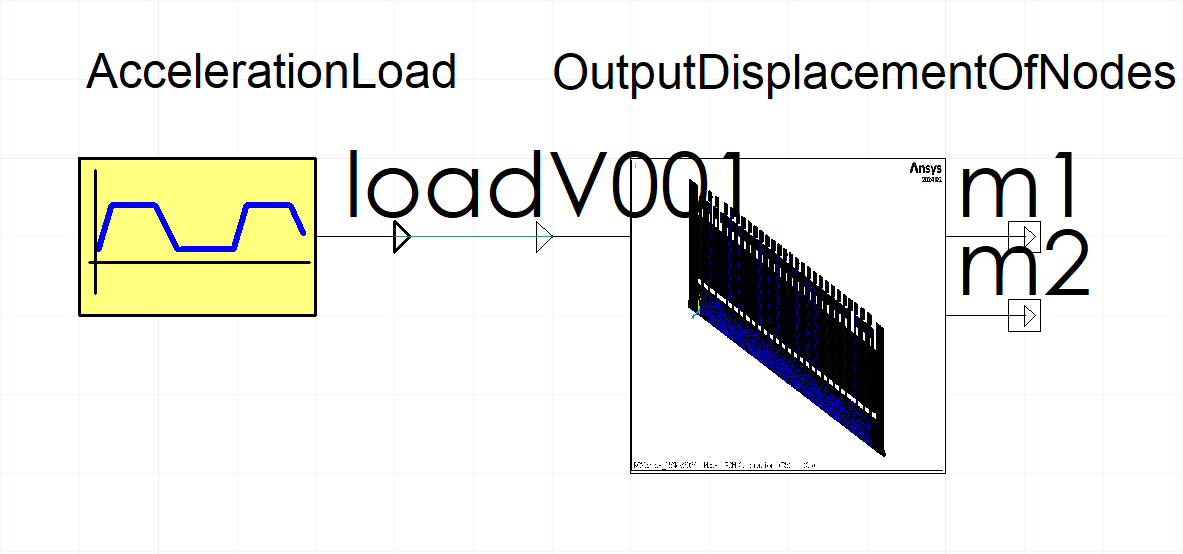 AccelerationLoad
OutputDisplacementOfNodes
loadV001
Ansys
m1
m2